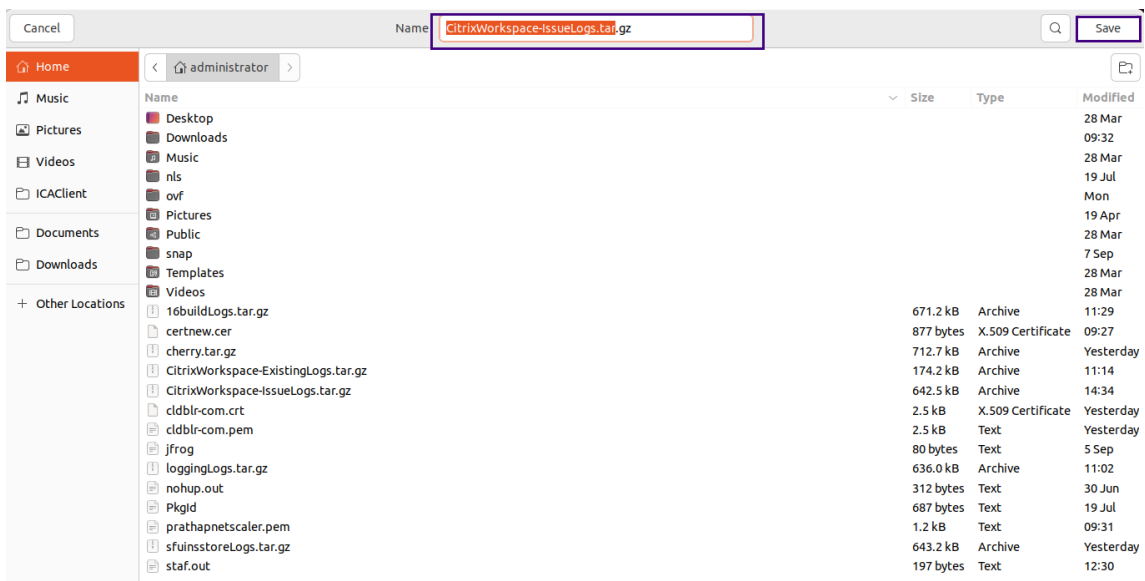 Cancel Name CitrixWorkspace-IssueLogs.tar.gz Save
Home
Music
Pictures
Videos
ICAClient
Documents
Downloads
+ Other Locations
administrator
Name Size Type Modified
Desktop 28 Mar
Downloads 09:32
Music 28 Mar
nls 19 Jul
ovf Mon
Pictures 19 Apr
Public 28 Mar
snap 7 Sep
Templates 28 Mar
Videos 28 Mar
16buildLogs.tar.gz 671.2 kB Archive 11:29
certnew.cer 877 bytes X.509 Certificate 09:27
cherry.tar.gz 712.7 kB Archive Yesterday
CitrixWorkspace-ExistingLogs.tar.gz 174.2 kB Archive 11:14
CitrixWorkspace-IssueLogs.tar.gz 642.5 kB Archive 14:34
cldblr-com.crt 2.5 kB X.509 Certificate Yesterday
cldblr-com.pem 2.5 kB Text Yesterday
jfrog 80 bytes Text 5 Sep
loggingLogs.tar.gz 636.0 kB Archive 11:02
nohup.out 312 bytes Text 30 Jun
PkgId 687 bytes Text 19 Jul
prathapnetscaler.pem 1.2 kB Text 09:31
sfuinsstoreLogs.tar.gz 643.2 kB Archive Yesterday
staf.out 197 bytes Text 12:30